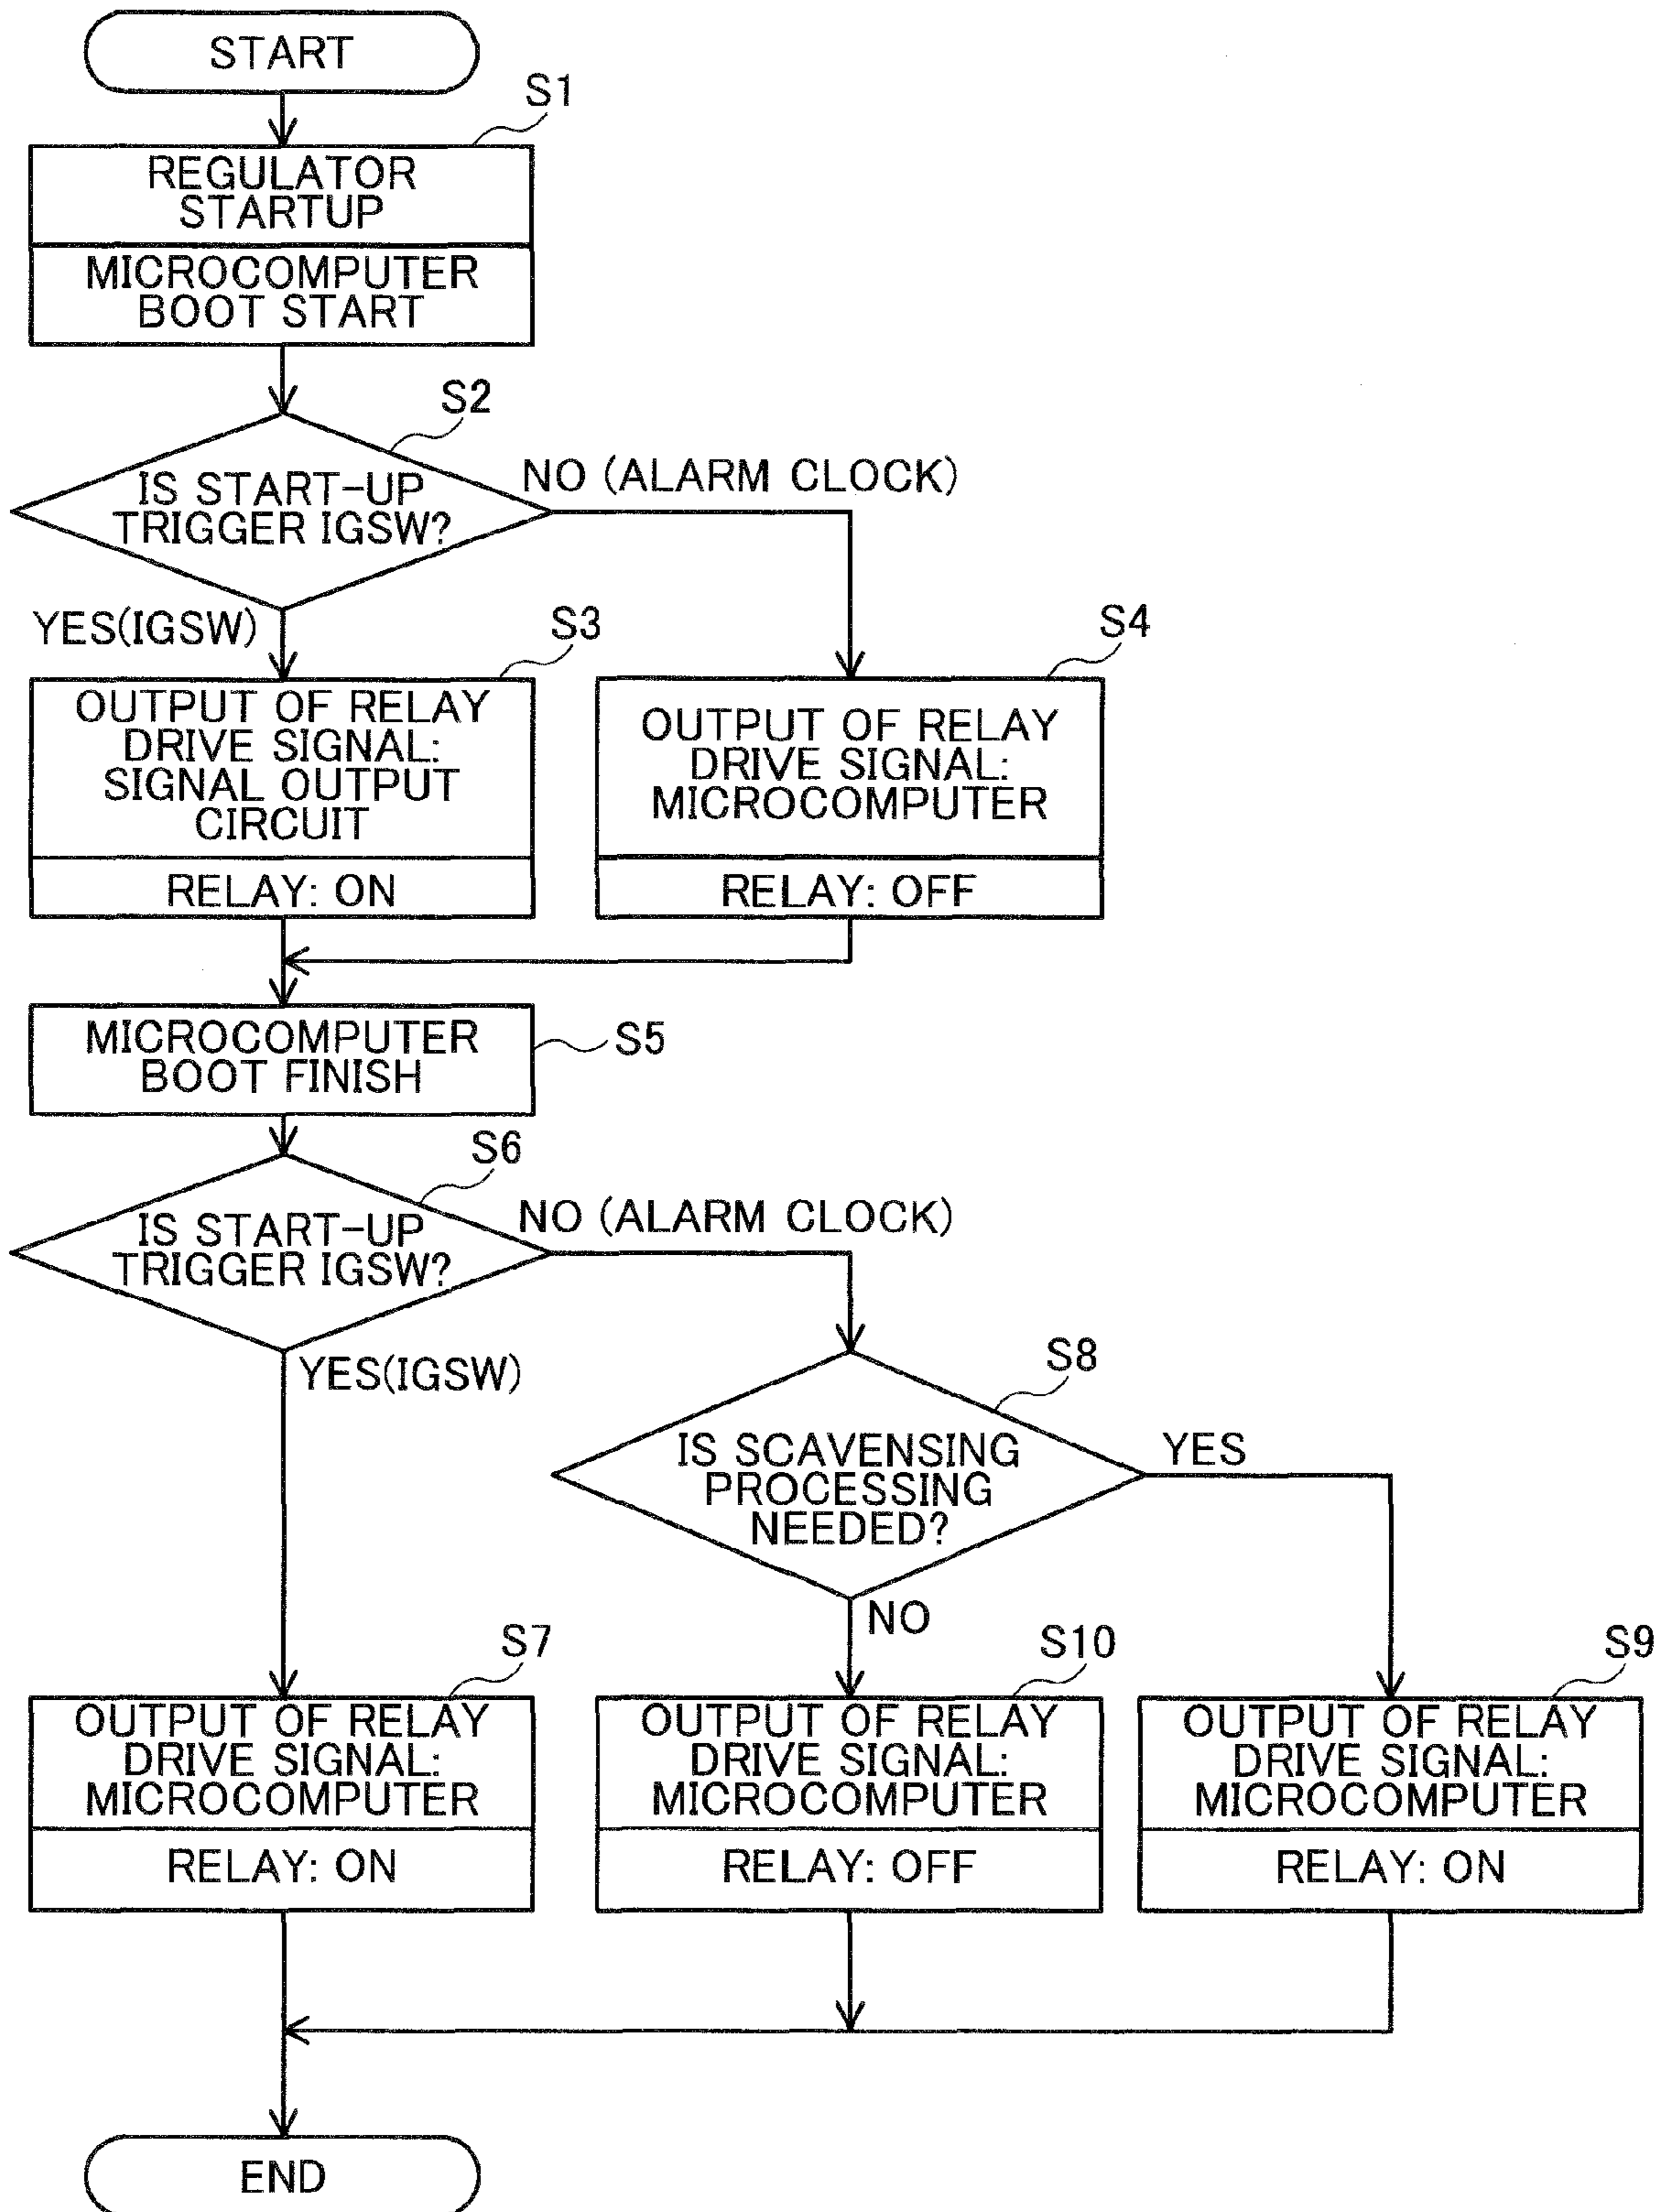 START
S1
REGULATOR
STARTUP
MICROCOMPUTER
BOOT START
S2
IS START-UP
TRIGGER IGSW?
NO (ALARM CLOCK)
YES(IGSW)
S3
OUTPUT OF RELAY
DRIVE SIGNAL:
SIGNAL OUTPUT
CIRCUIT
RELAY: ON
S4
OUTPUT OF RELAY
DRIVE SIGNAL:
MICROCOMPUTER
RELAY: OFF
MICROCOMPUTER
BOOT FINISH
S5
S6
IS START-UP
TRIGGER IGSW?
NO (ALARM CLOCK)
YES(IGSW)
S8
IS SCAVENSING
PROCESSING
NEEDED?
YES
NO
S7
OUTPUT OF RELAY
DRIVE SIGNAL:
MICROCOMPUTER
RELAY: ON
S10
OUTPUT OF RELAY
DRIVE SIGNAL:
MICROCOMPUTER
RELAY: OFF
S9
OUTPUT OF RELAY
DRIVE SIGNAL:
MICROCOMPUTER
RELAY: ON
END